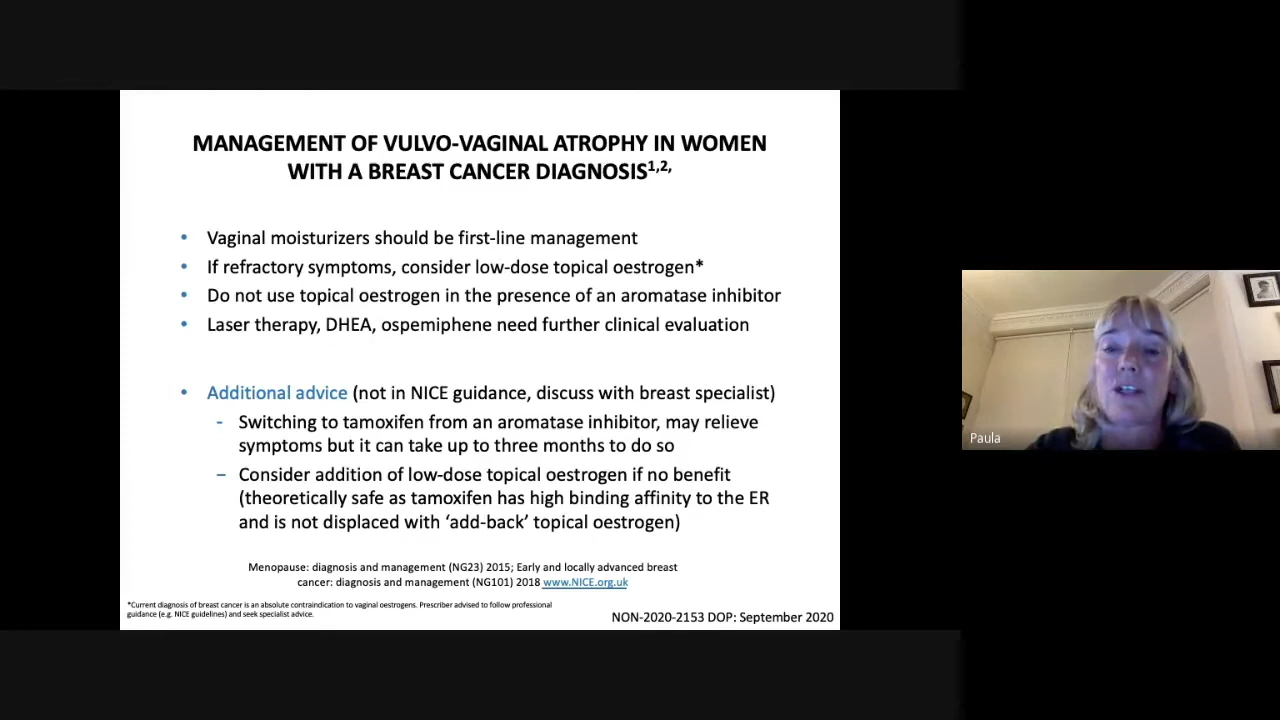 MANAGEMENT OF VULVO-VAGINAL ATROPHY IN WOMEN
WITH A BREAST CANCER DIAGNOSIS1,2,
• Vaginal moisturizers should be first-line management
• If refractory symptoms, consider low-dose topical oestrogen*
• Do not use topical oestrogen in the presence of an aromatase inhibitor
• Laser therapy, DHEA, ospemiphene need further clinical evaluation
• Additional advice (not in NICE guidance, discuss with breast specialist)
- Switching to tamoxifen from an aromatase inhibitor, may relieve
symptoms but it can take up to three months to do so
– Consider addition of low-dose topical oestrogen if no benefit
(theoretically safe as tamoxifen has high binding affinity to the ER
and is not displaced with ‘add-back’ topical oestrogen)
Menopause: diagnosis and management (NG23) 2015; Early and locally advanced breast
cancer: diagnosis and management (NG101) 2018 www.NICE.org.uk
*Current diagnosis of breast cancer is an absolute contraindication to vaginal oestrogens. Prescriber advised to follow professional
guidance (e.g. NICE guidelines) and seek specialist advice.
NON-2020-2153 DOP: September 2020
Paula